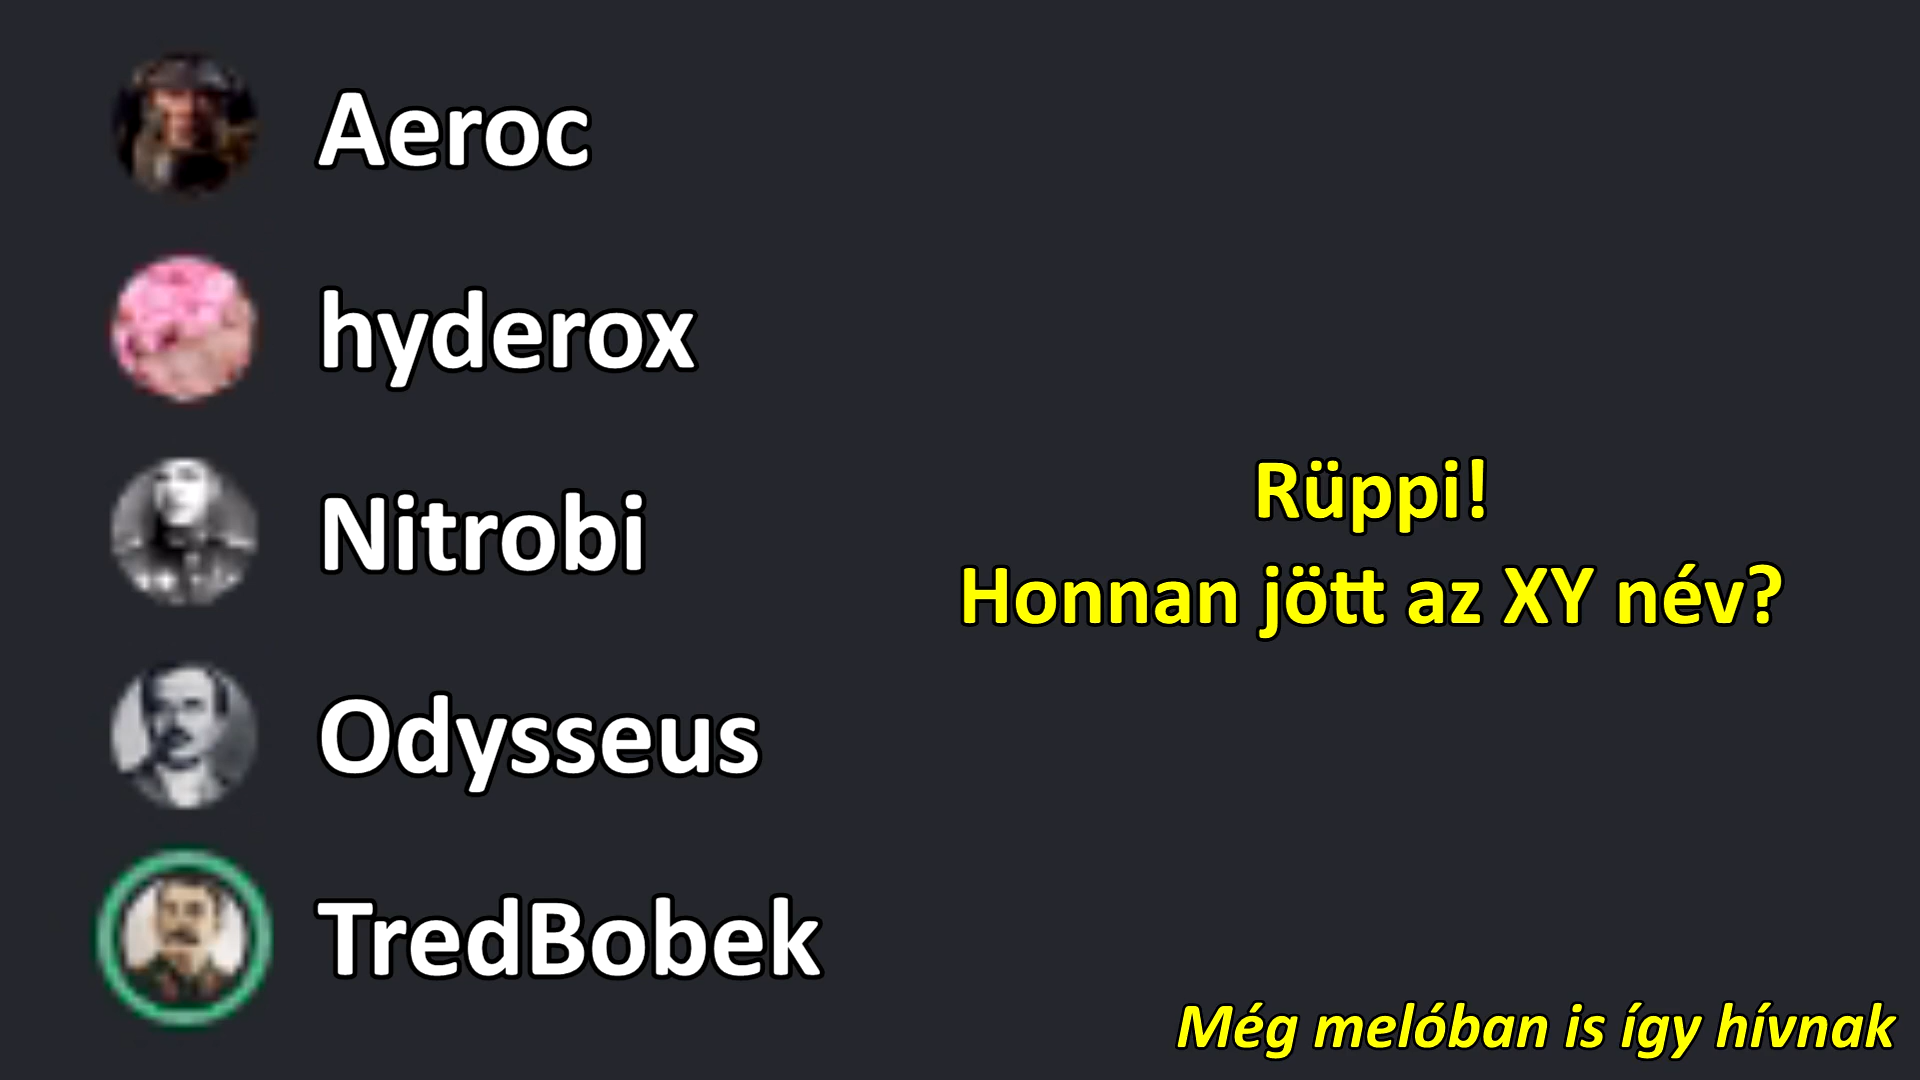 Aeroc
hyderox
Nitrobi
Odysseus
TredBobek
Rüppi!
Honnan jött az XY név?
Még melóban is így hívnak